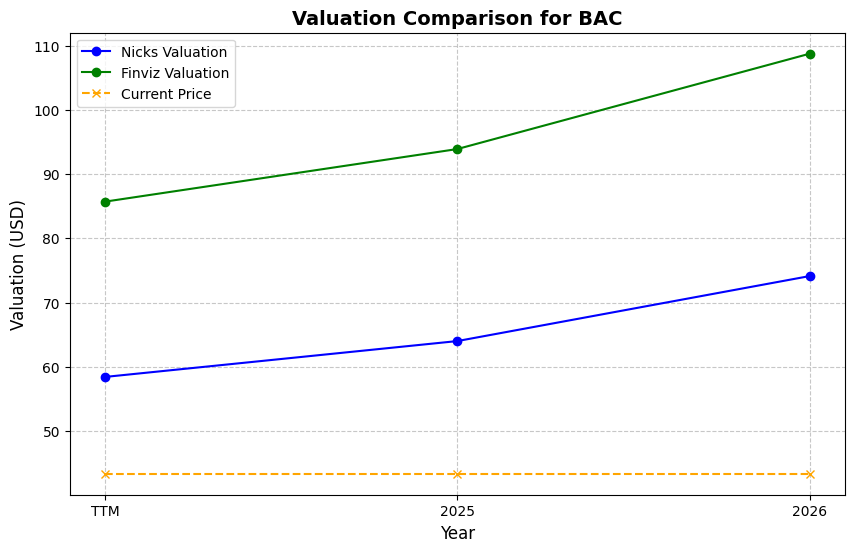 Valuation Comparison for BAC
Nicks Valuation
Finviz Valuation
Current Price
Valuation (USD)
110
100
90
80
70
60
50
TTM
2025
2026
Year